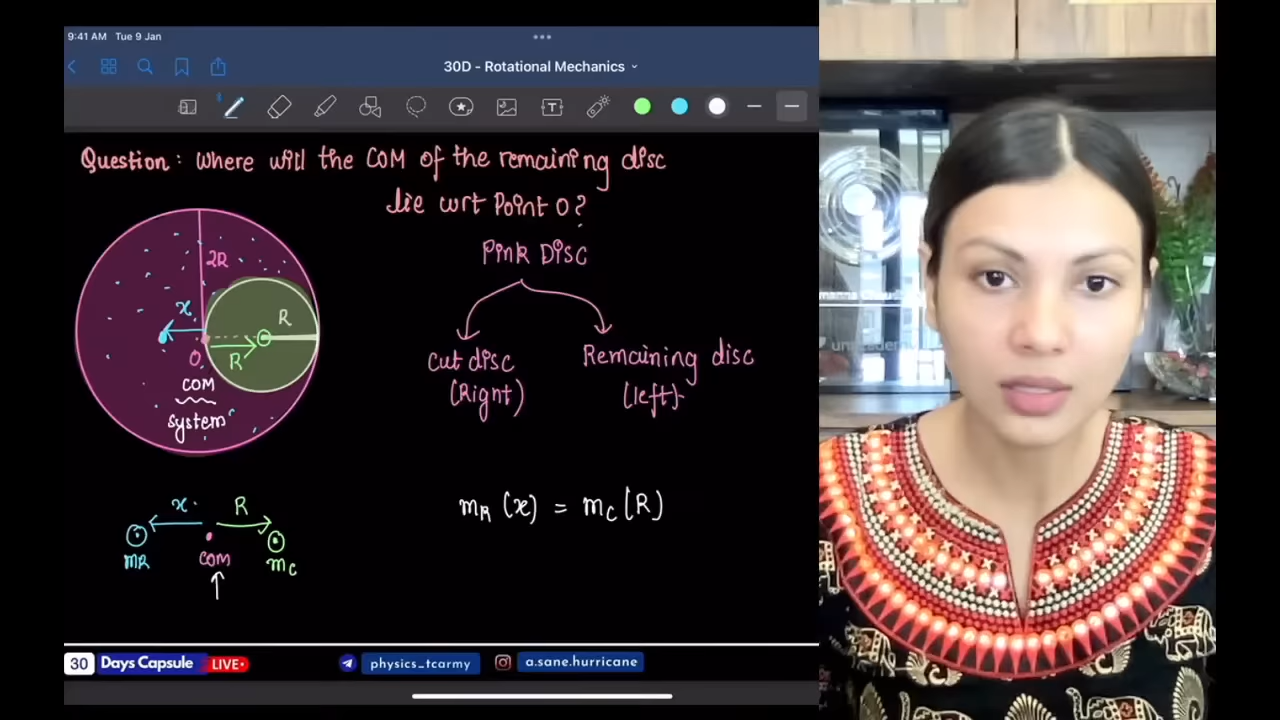 9:41 AM Tue 9 Jan
30D - Rotational Mechanics
Question: Where will the COM of the remaining disc
lie wrt Point O?
Pink Disc
2R
x
R
O
R
Cut disc
(Right)
Remaining disc
(left)
COM
system
x
R
mR
COM
mC
mR (x) = mC (R)
30 Days Capsule LIVE
physics_tcarmy
a.sane.hurricane